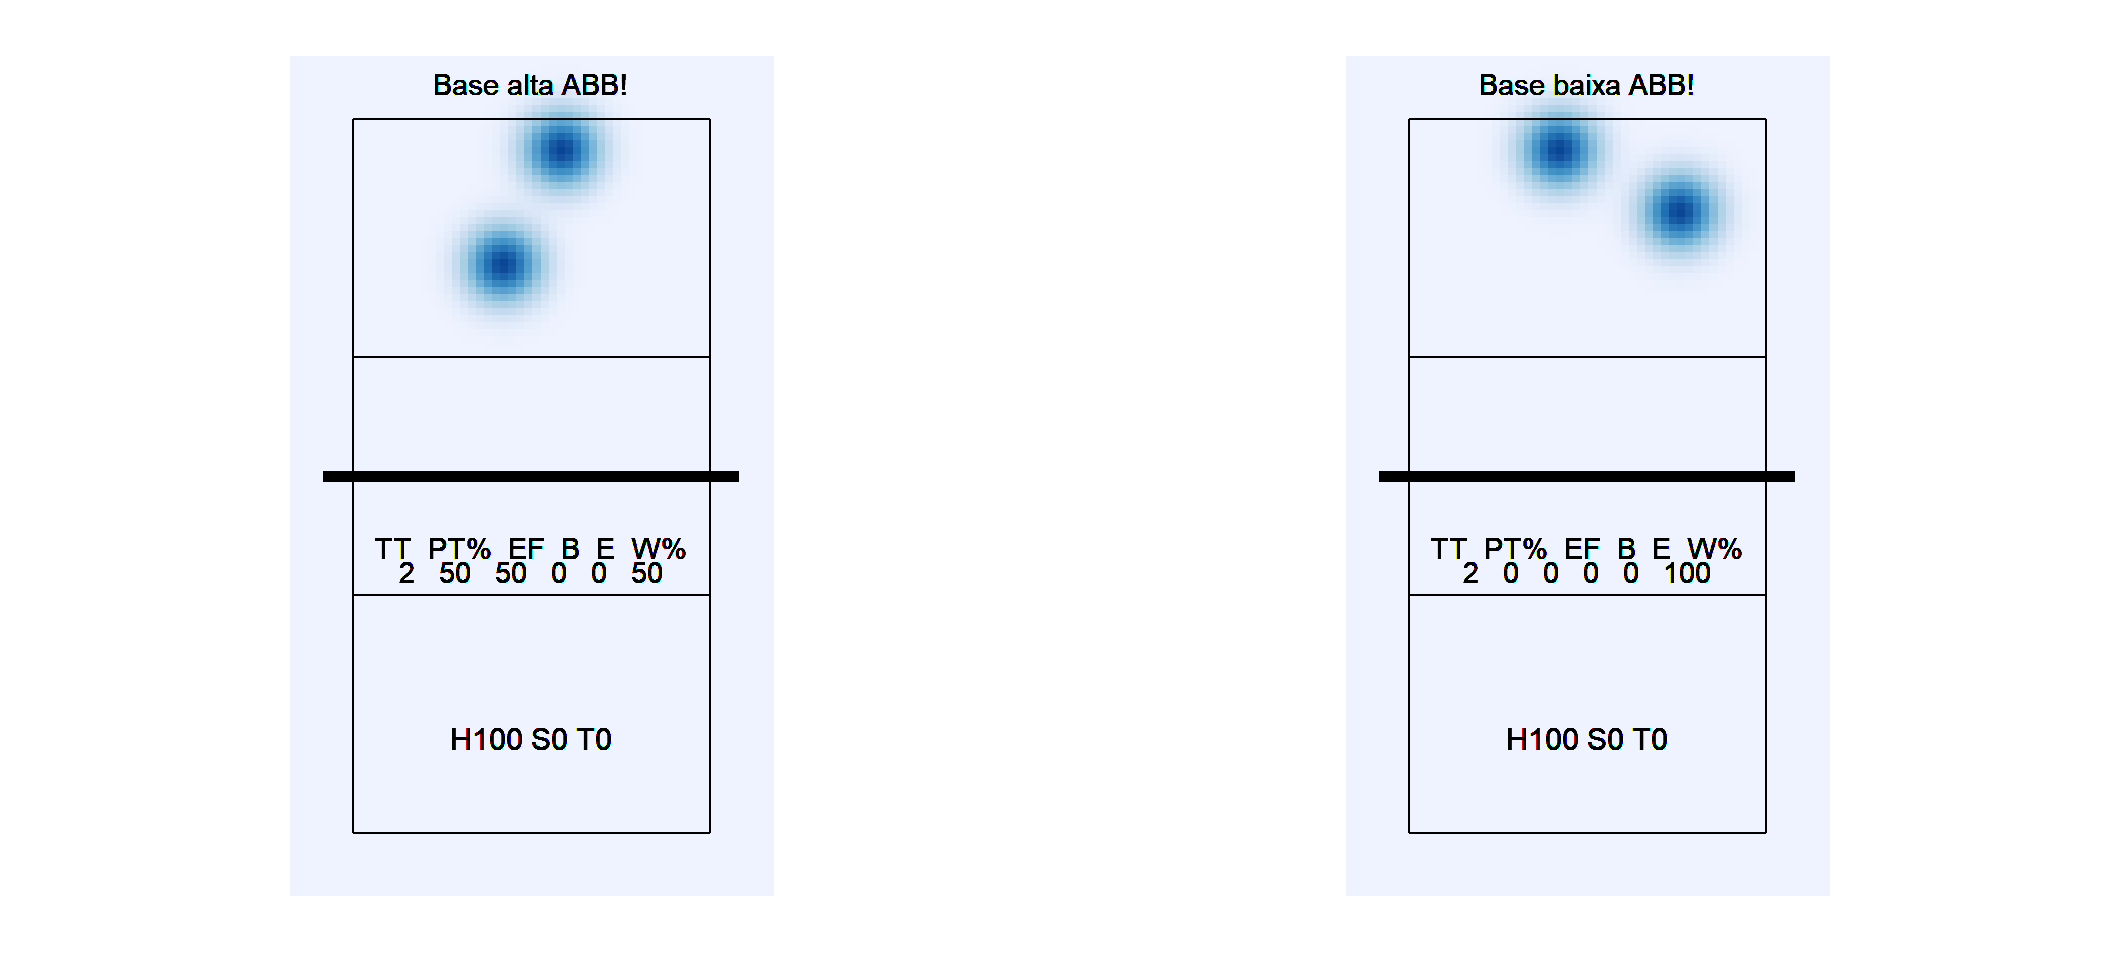 Base alta ABB!
TT PT% EF B E W%
2 50 50 0 0 50
H100 S0 T0
Base baixa ABB!
TT PT% EF B E W%
2 0 0 0 0 100
H100 S0 T0